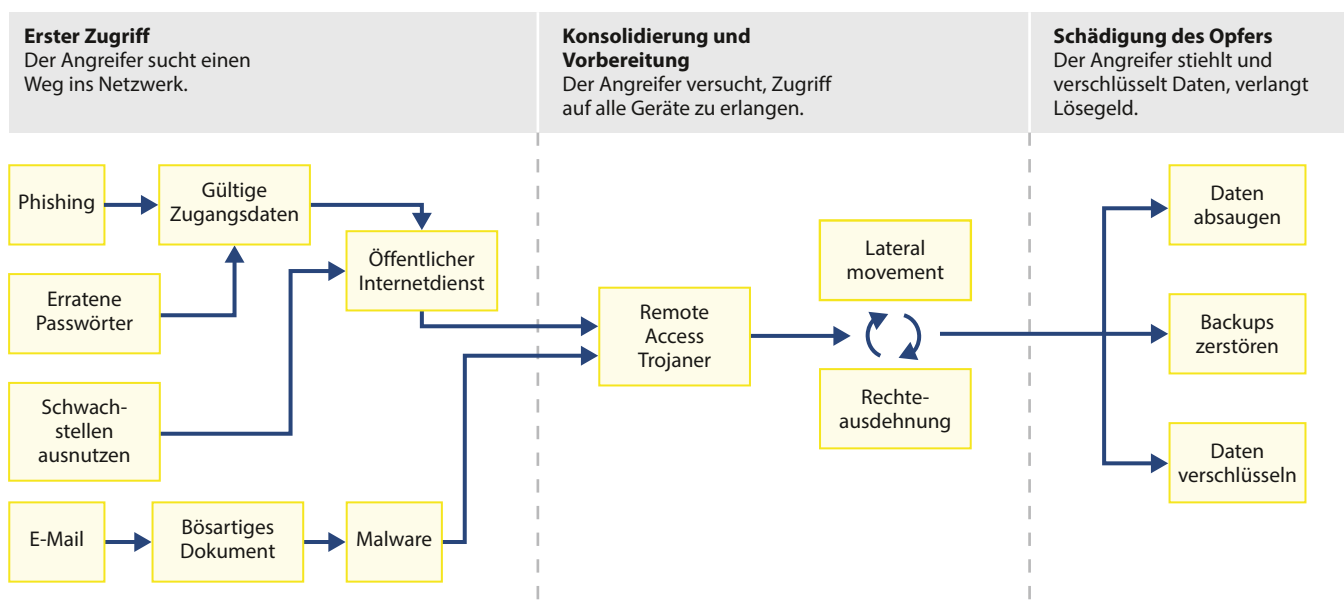 Erster Zugriff
Der Angreifer sucht einen
Weg ins Netzwerk.
Konsolidierung und
Vorbereitung
Der Angreifer versucht, Zugriff
auf alle Geräte zu erlangen.
Schädigung des Opfers
Der Angreifer stiehlt und
verschlüsselt Daten, verlangt
Lösegeld.
Phishing
Gültige
Zugangsdaten
Erratene
Passwörter
Öffentlicher
Internetdienst
Schwach-
stellen
ausnutzen
E-Mail
Bösartiges
Dokument
Malware
Remote
Access
Trojaner
Lateral
movement
Rechte-
ausdehnung
Daten
absaugen
Backups
zerstören
Daten
verschlüsseln